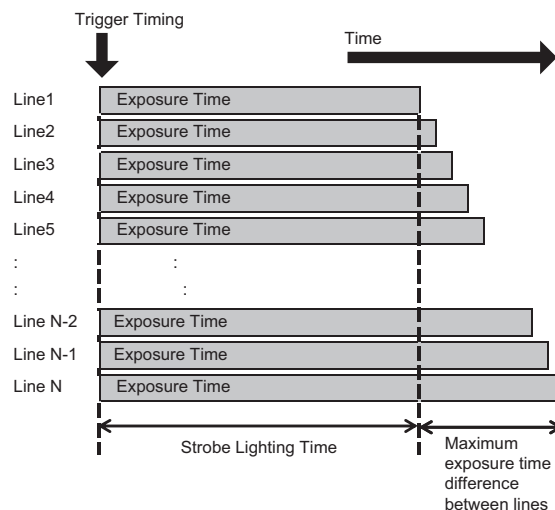 Trigger Timing
Time
Line1 Exposure Time
Line2 Exposure Time
Line3 Exposure Time
Line4 Exposure Time
Line5 Exposure Time
: :
: :
Line N-2 Exposure Time
Line N-1 Exposure Time
Line N Exposure Time
Strobe Lighting Time
Maximum
exposure time
difference
between lines